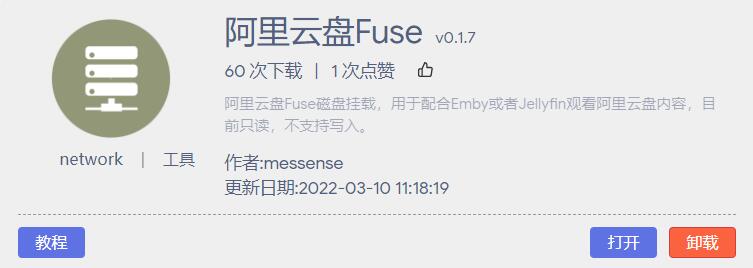 阿里云盘Fuse v0.1.7
60 次下载 | 1 次点赞
阿里云盘Fuse磁盘挂载，用于配合Emby或者Jellyfin观看阿里云盘内容，目
前只读，不支持写入。
network | 工具
作者:messense
更新日期:2022-03-10 11:18:19
教程 打开 卸载